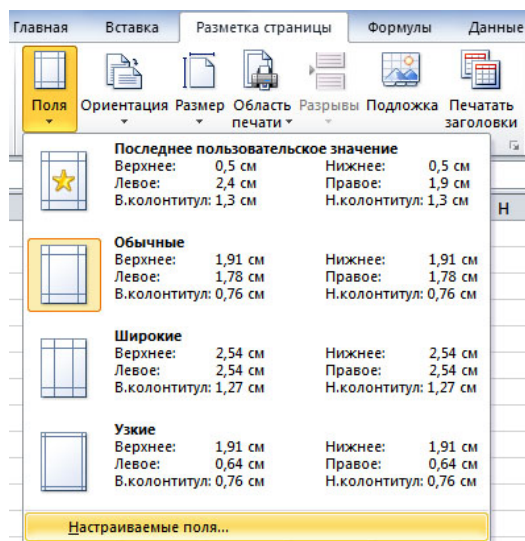 Главная Вставка Разметка страницы Формулы Данные
Поля Ориентация Размер Область печати Разрывы Подложка Печатать заголовки
Последнее пользовательское значение
Верхнее: 0,5 см Нижнее: 0,5 см
Левое: 2,4 см Правое: 1,9 см
В.колонтитул: 1,3 см Н.колонтитул: 1,3 см
H
Обычные
Верхнее: 1,91 см Нижнее: 1,91 см
Левое: 1,78 см Правое: 1,78 см
В.колонтитул: 0,76 см Н.колонтитул: 0,76 см
Широкие
Верхнее: 2,54 см Нижнее: 2,54 см
Левое: 2,54 см Правое: 2,54 см
В.колонтитул: 1,27 см Н.колонтитул: 1,27 см
Узкие
Верхнее: 1,91 см Нижнее: 1,91 см
Левое: 0,64 см Правое: 0,64 см
В.колонтитул: 0,76 см Н.колонтитул: 0,76 см
Настраиваемые поля...